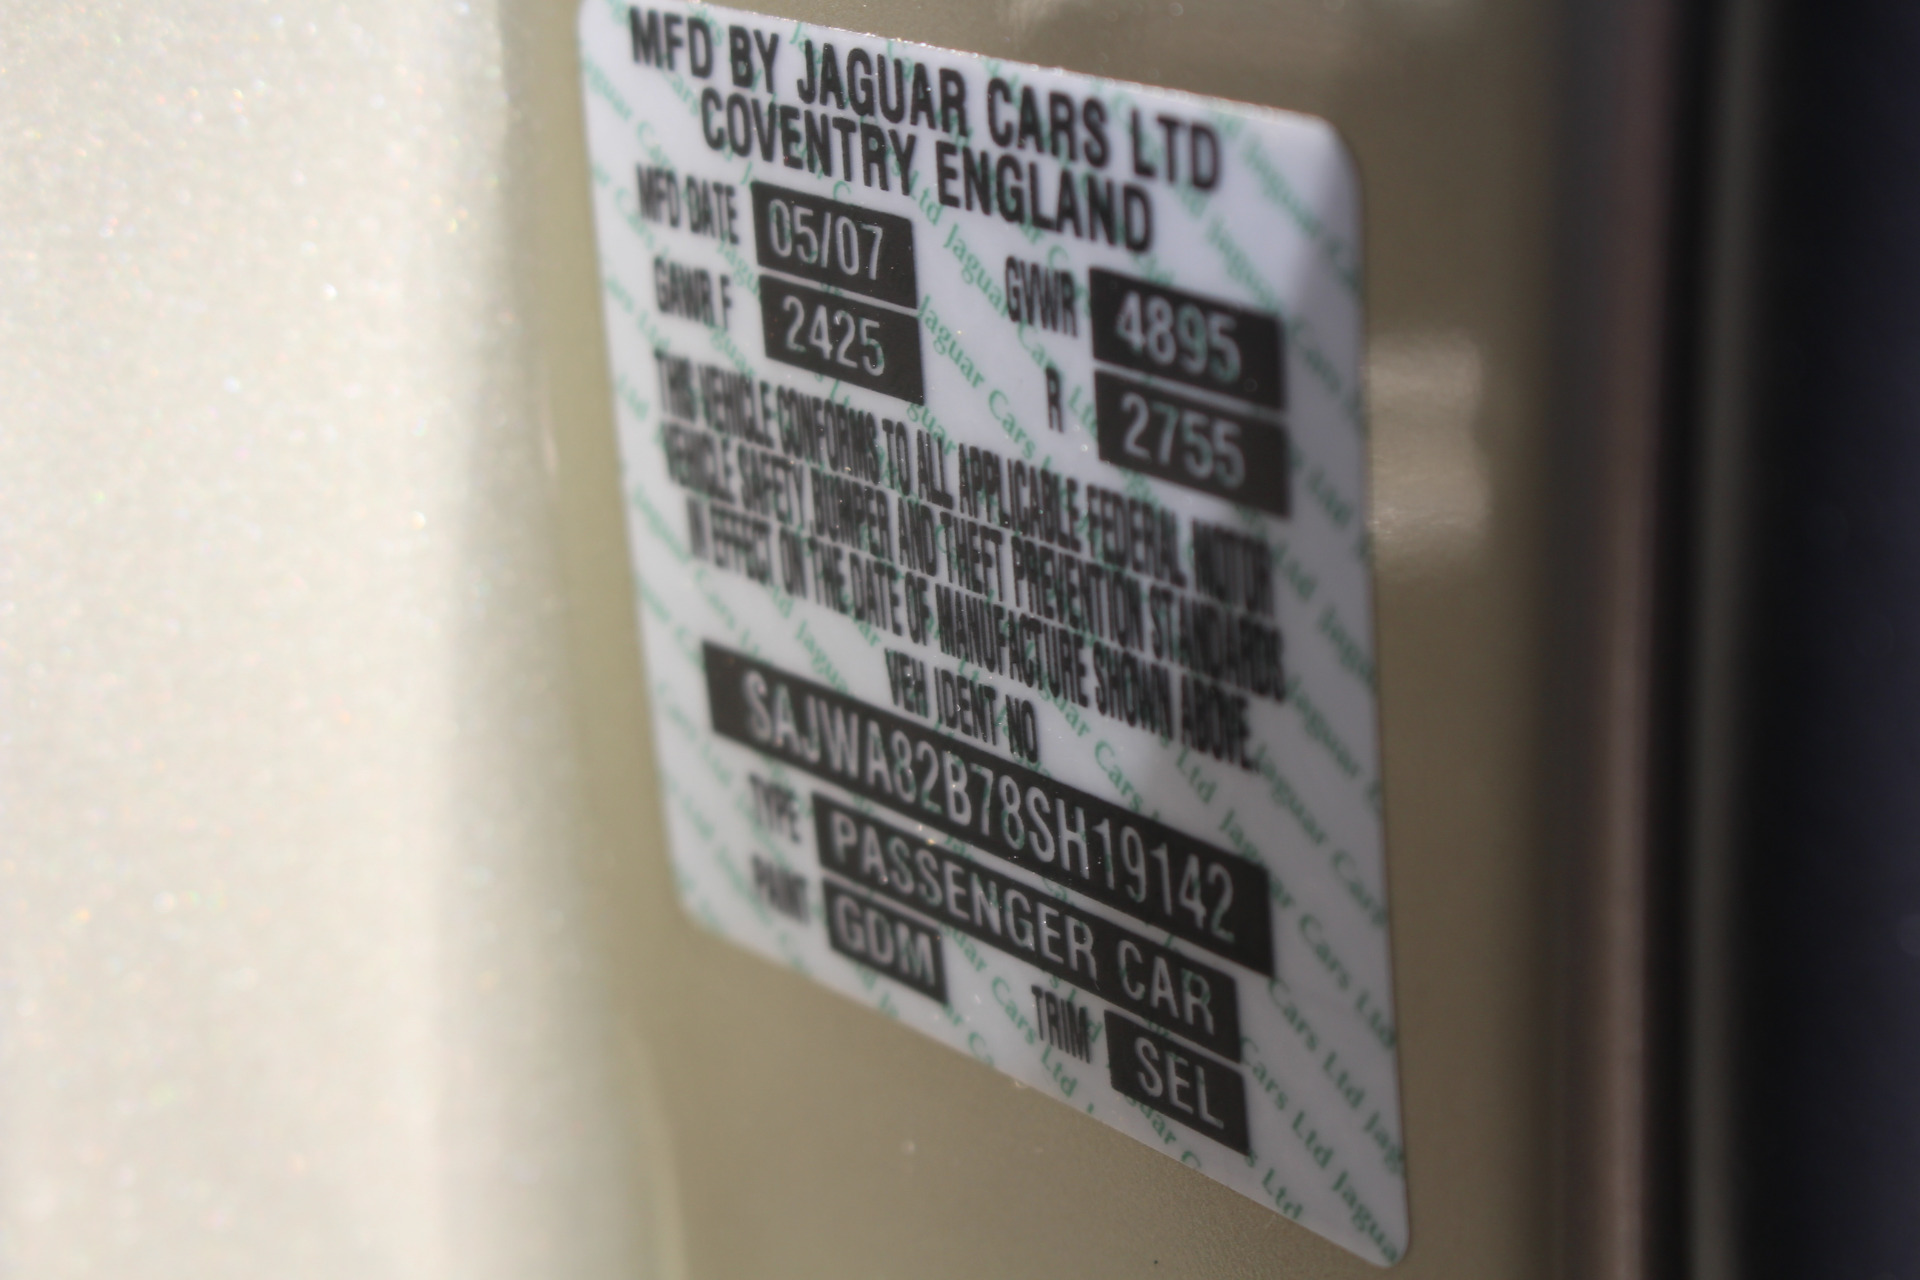 MFD BY JAGUAR CARS LTD
COVENTRY ENGLAND
MFD DATE 05/07 GVWR 4895
GAWR F 2425 R 2755
THIS VEHICLE CONFORMS TO ALL APPLICABLE FEDERAL MOTOR
VEHICLE SAFETY, BUMPER AND THEFT PREVENTION STANDARDS
IN EFFECT ON THE DATE OF MANUFACTURE SHOWN ABOVE.
VEH IDENT NO
SAJWA82B78SH19142
TYPE PASSENGER CAR
PAINT GDM TRIM SEL